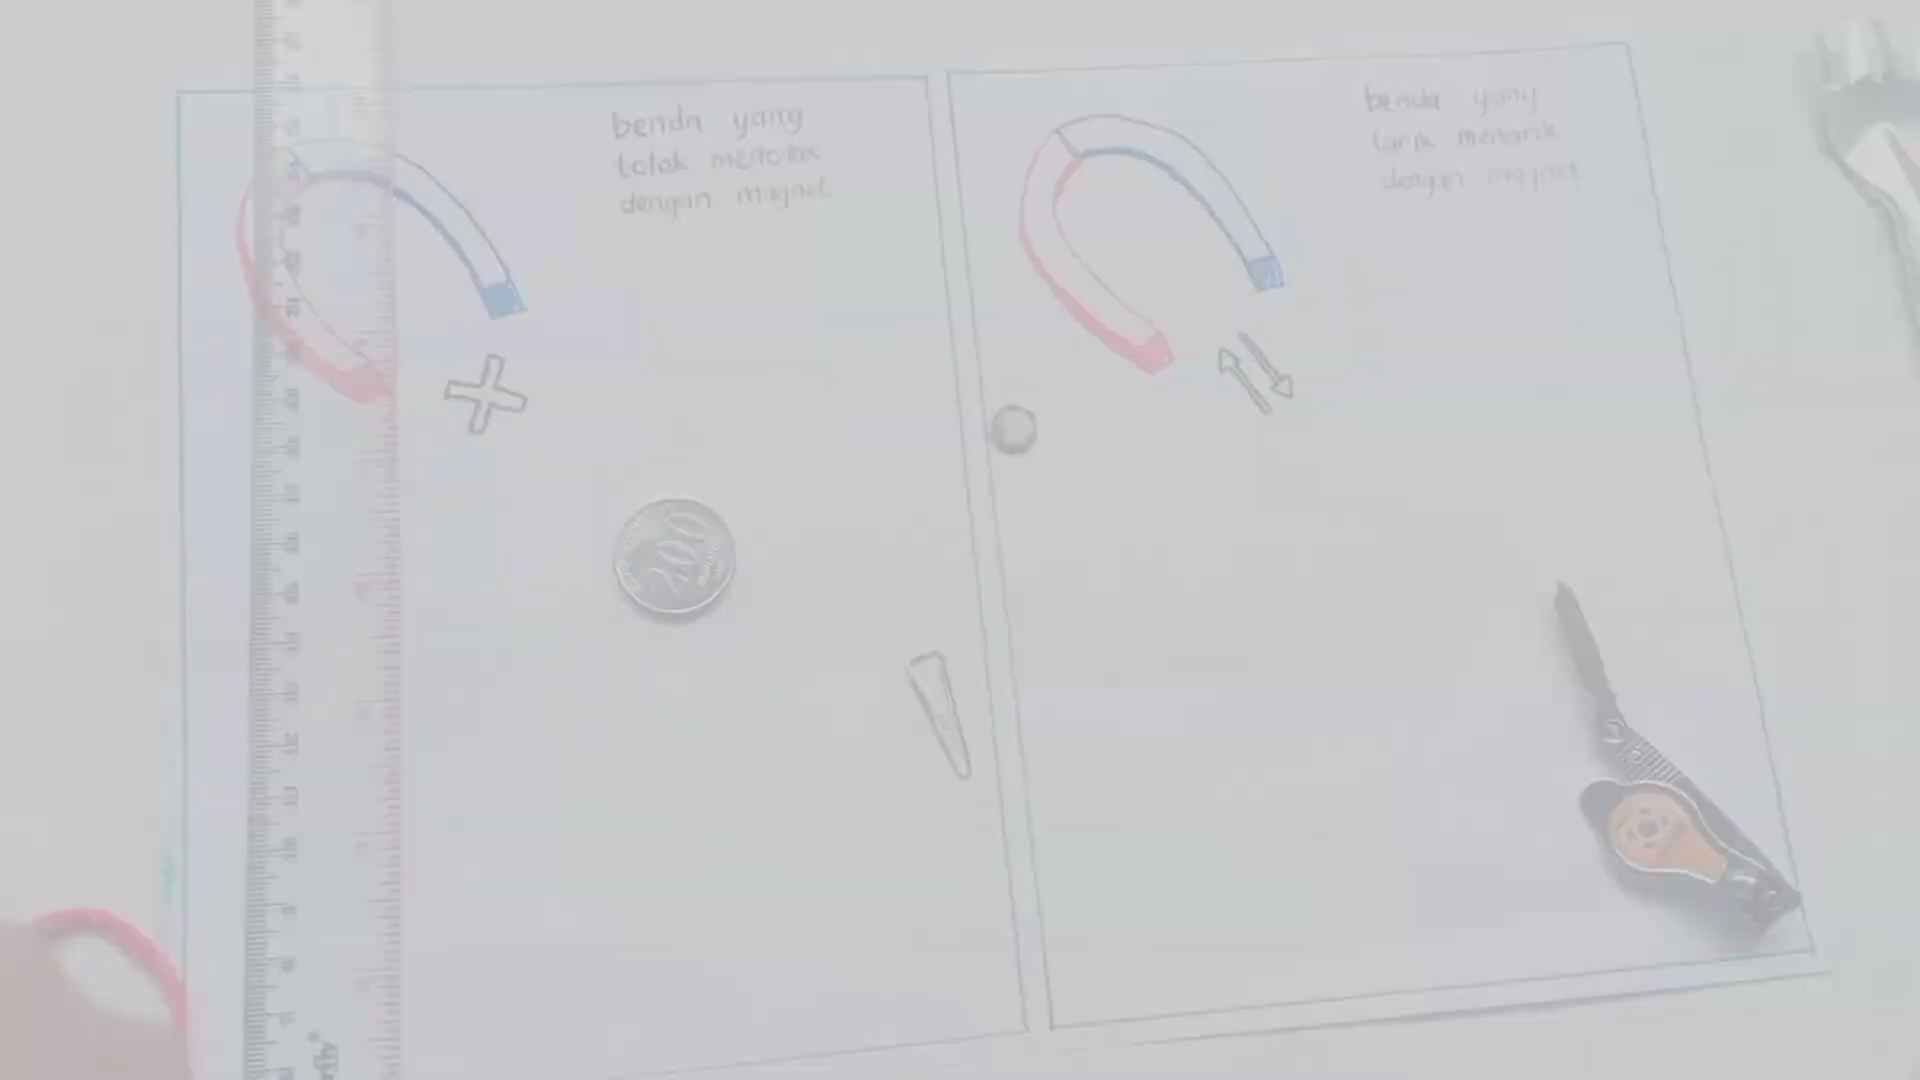 benda yang
tolak menolak
dengan magnet
benda yang
tarik menarik
dengan magnet
200